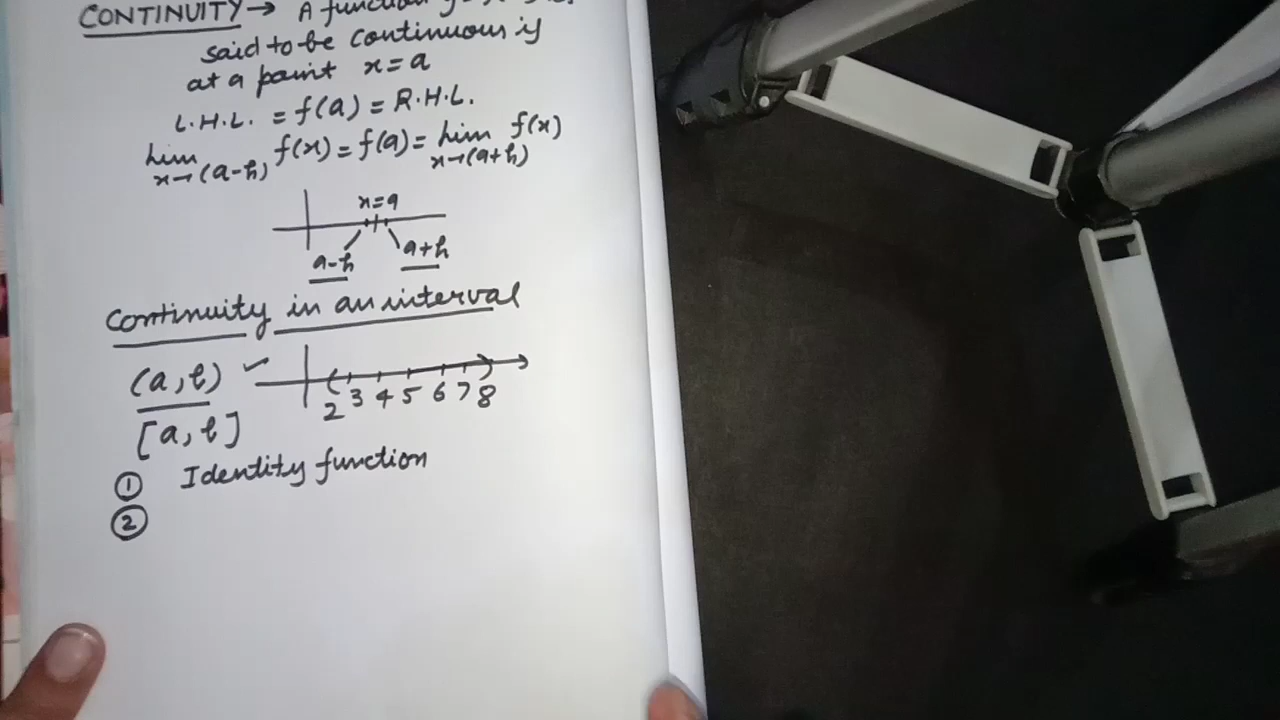 CONTINUITY → A function
said to be continuous if
at a point x = a
L.H.L. = f(a) = R.H.L.
lim x→(a-h) f(x) = f(a) = lim x→(a+h) f(x)
x=a
a-h a+h
Continuity in an interval
(a, b) ✓
2 3 4 5 6 7 8
[a, b]
① Identity function
②